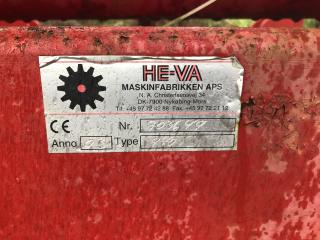 HE-VA
MASKINFABRIKKEN APS
N. A. Christensensvej 34
DK-7900 Nykøbing Mors
Tlf. +45 97 72 42 88 Fax. +45 97 72 21 12
CE Nr.
Anno Type